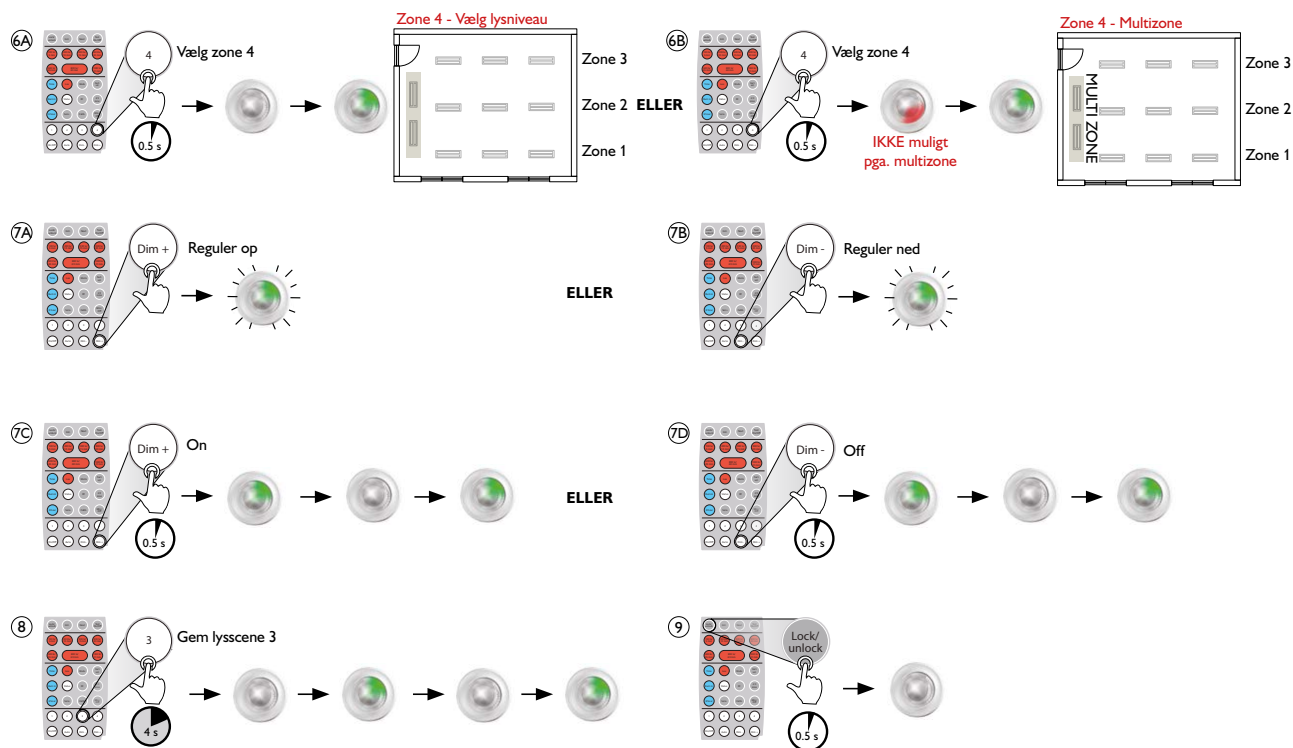 6A
4
Vælg zone 4
0.5 s
Zone 4 - Vælg lysniveau
Zone 3
Zone 2
Zone 1
ELLER
6B
4
Vælg zone 4
0.5 s
IKKE muligt
pga. multizone
Zone 4 - Multizone
MULTI ZONE
Zone 3
Zone 2
Zone 1
7A
Dim +
Reguler op
ELLER
7B
Dim -
Reguler ned
7C
Dim +
On
0.5 s
ELLER
7D
Dim -
Off
0.5 s
8
3
Gem lysscene 3
4 s
9
Lock/
unlock
0.5 s